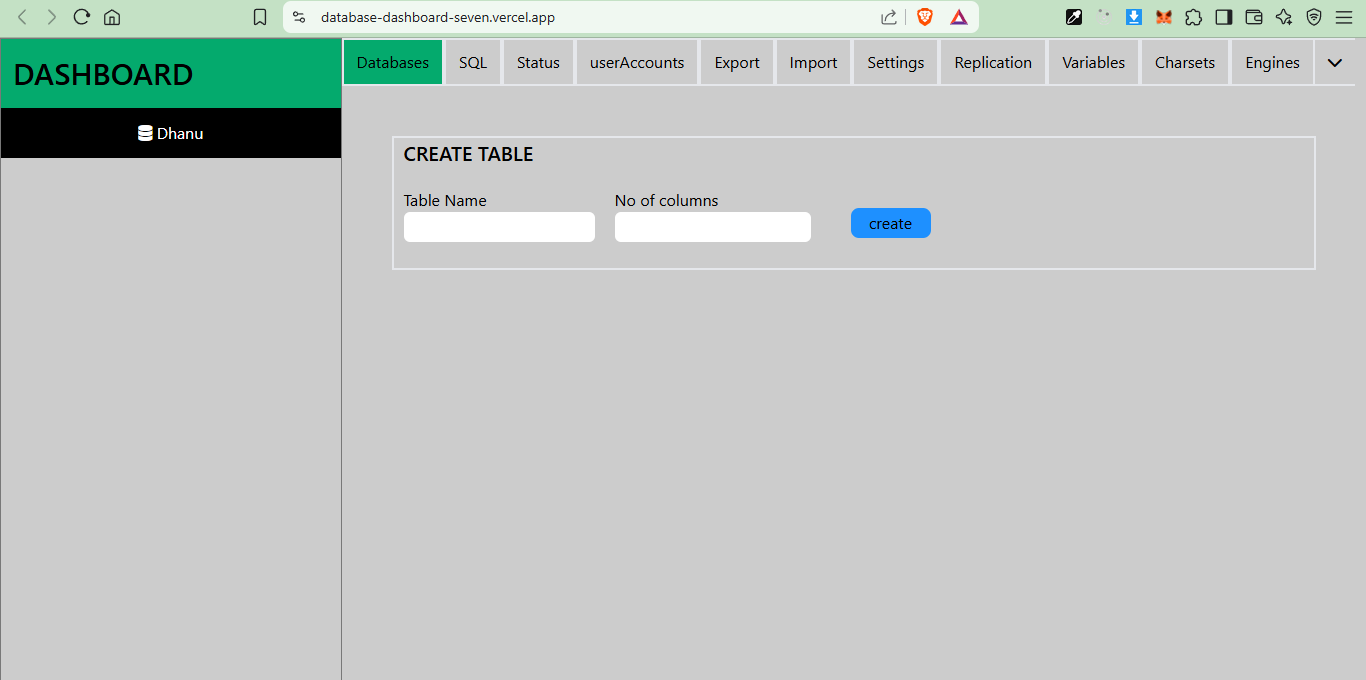 database-dashboard-seven.vercel.app
DASHBOARD
Databases SQL Status userAccounts Export Import Settings Replication Variables Charsets Engines
Dhanu
CREATE TABLE
Table Name No of columns
create